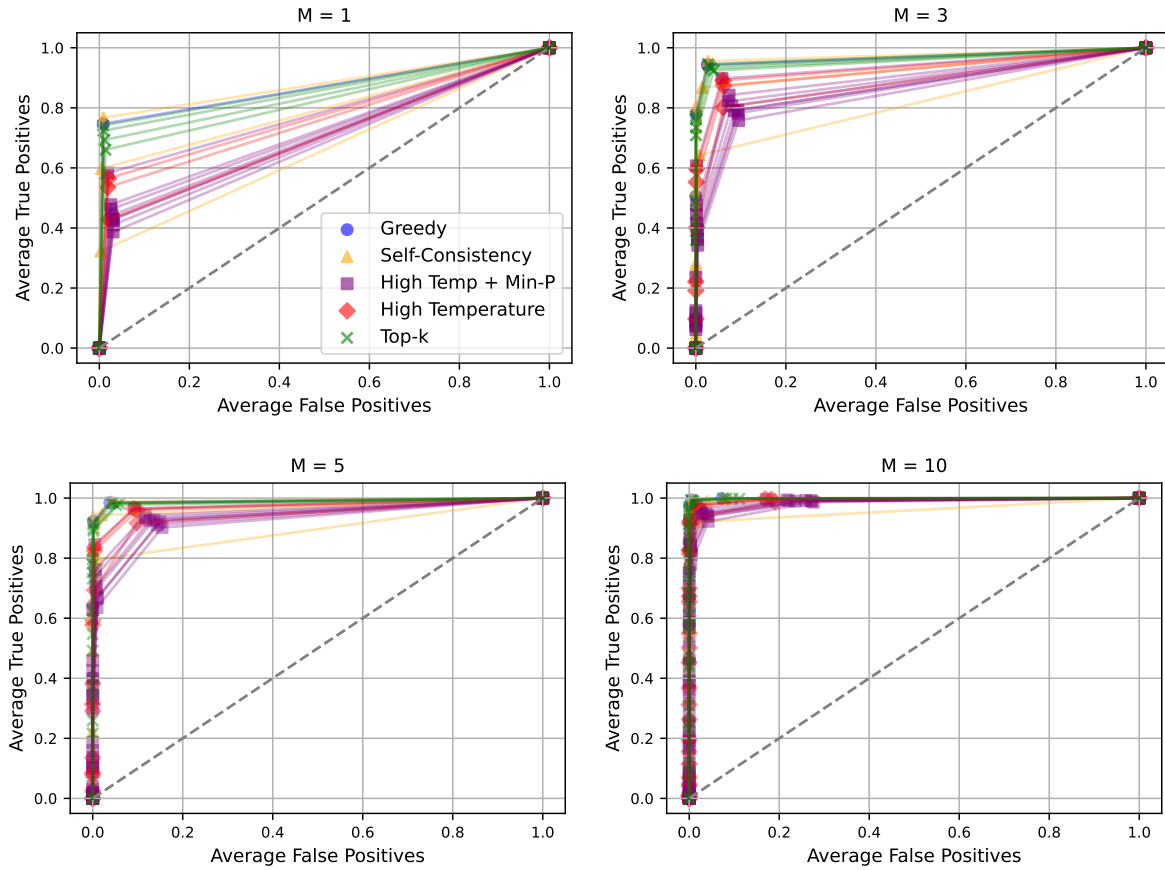 M = 1
1.0
0.8
0.6
0.4
0.2
0.0
Average True Positives
0.0 0.2 0.4 0.6 0.8 1.0
Average False Positives
Greedy
Self-Consistency
High Temp + Min-P
High Temperature
Top-k
M = 3
1.0
0.8
0.6
0.4
0.2
0.0
Average True Positives
0.0 0.2 0.4 0.6 0.8 1.0
Average False Positives
M = 5
1.0
0.8
0.6
0.4
0.2
0.0
Average True Positives
0.0 0.2 0.4 0.6 0.8 1.0
Average False Positives
M = 10
1.0
0.8
0.6
0.4
0.2
0.0
Average True Positives
0.0 0.2 0.4 0.6 0.8 1.0
Average False Positives